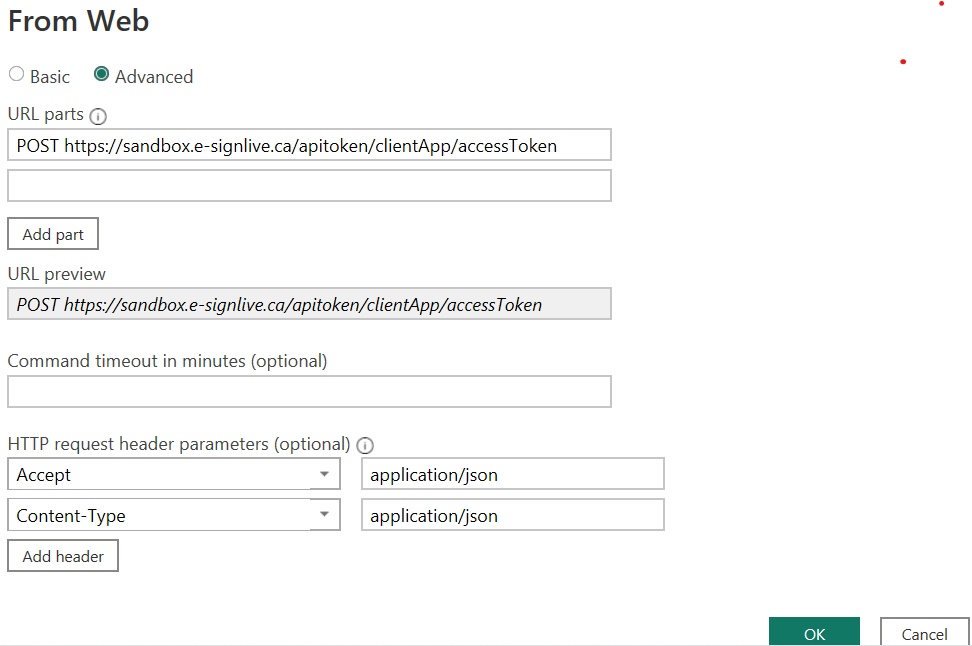 From Web
Basic Advanced
URL parts
POST https://sandbox.e-signlive.ca/apitoken/clientApp/accessToken
Add part
URL preview
POST https://sandbox.e-signlive.ca/apitoken/clientApp/accessToken
Command timeout in minutes (optional)
HTTP request header parameters (optional)
Accept application/json
Content-Type application/json
Add header
OK Cancel